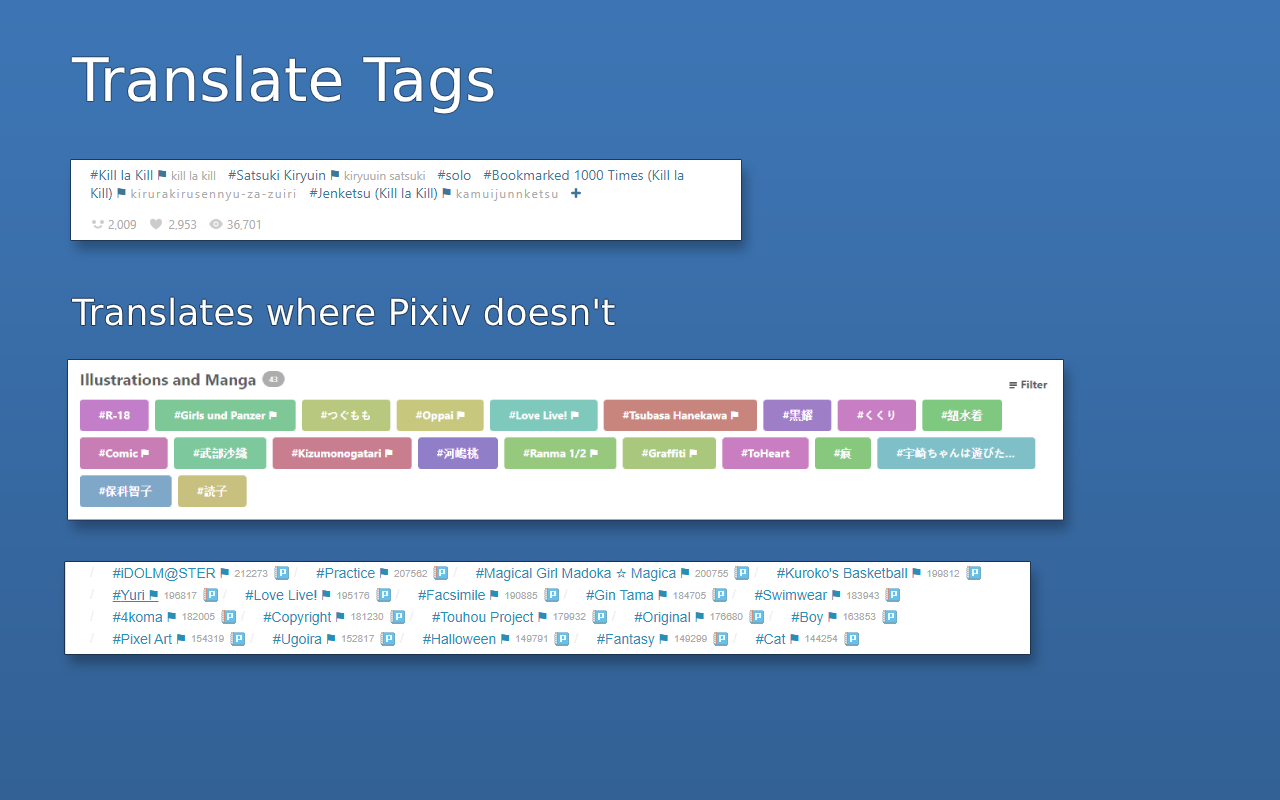 Translate Tags
#Kill la Kill kill la kill #Satsuki Kiryuin kiryuuin satsuki #solo #Bookmarked 1000 Times (Kill la
Kill) kirurakirusennyu-za-zuiri #Jenketsu (Kill la Kill) kamuijunnketsu +
2,009 2,953 36,701
Translates where Pixiv doesn't
Illustrations and Manga 43
Filter
#R-18 #Girls und Panzer #つぐもも #Oppai #Love Live! #Tsubasa Hanekawa #黒耀 #くくり #紐水着
#Comic #武部沙織 #Kizumonogatari #河嶋桃 #Ranma 1/2 #Graffiti #ToHeart #痕 #宇崎ちゃんは遊びた...
#保科智子 #読子
/ #iDOLM@STER 212273 / #Practice 207562 / #Magical Girl Madoka ☆ Magica 200755 / #Kuroko's Basketball 199812
/ #Yuri 196817 / #Love Live! 195176 / #Facsimile 190885 / #Gin Tama 184705 / #Swimwear 183943
/ #4koma 182005 / #Copyright 181230 / #Touhou Project 179932 / #Original 176680 / #Boy 163853
/ #Pixel Art 154319 / #Ugoira 152817 / #Halloween 149791 / #Fantasy 149299 / #Cat 144254